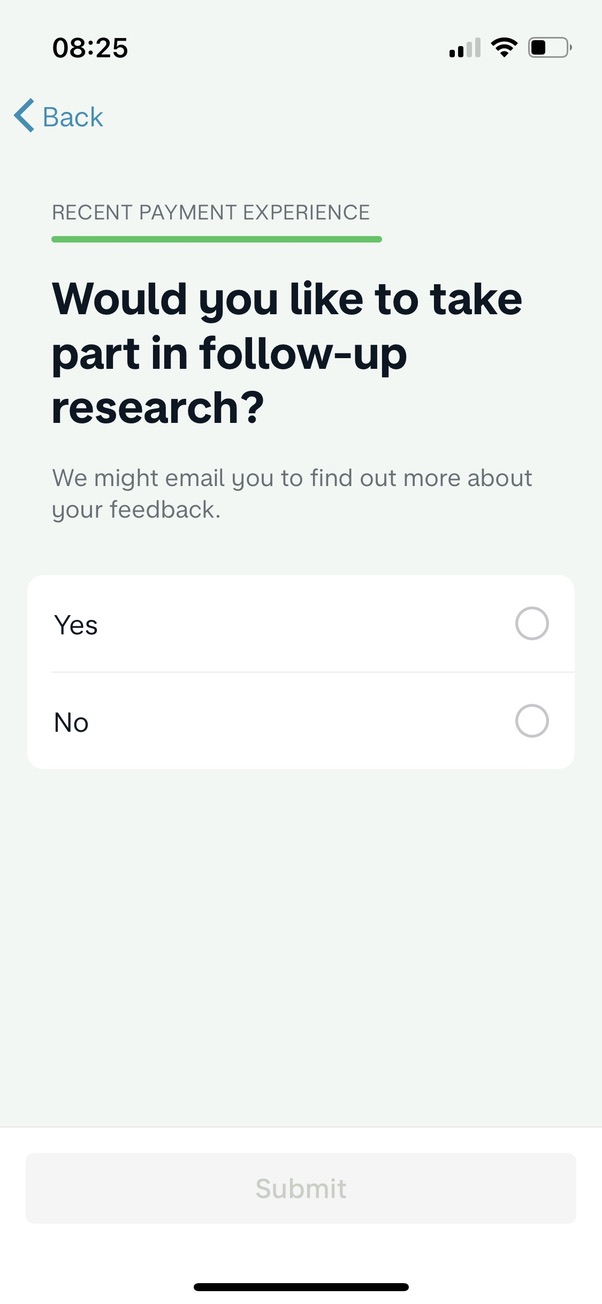 08:25
Back
RECENT PAYMENT EXPERIENCE
Would you like to take
part in follow-up
research?
We might email you to find out more about
your feedback.
Yes
No
Submit